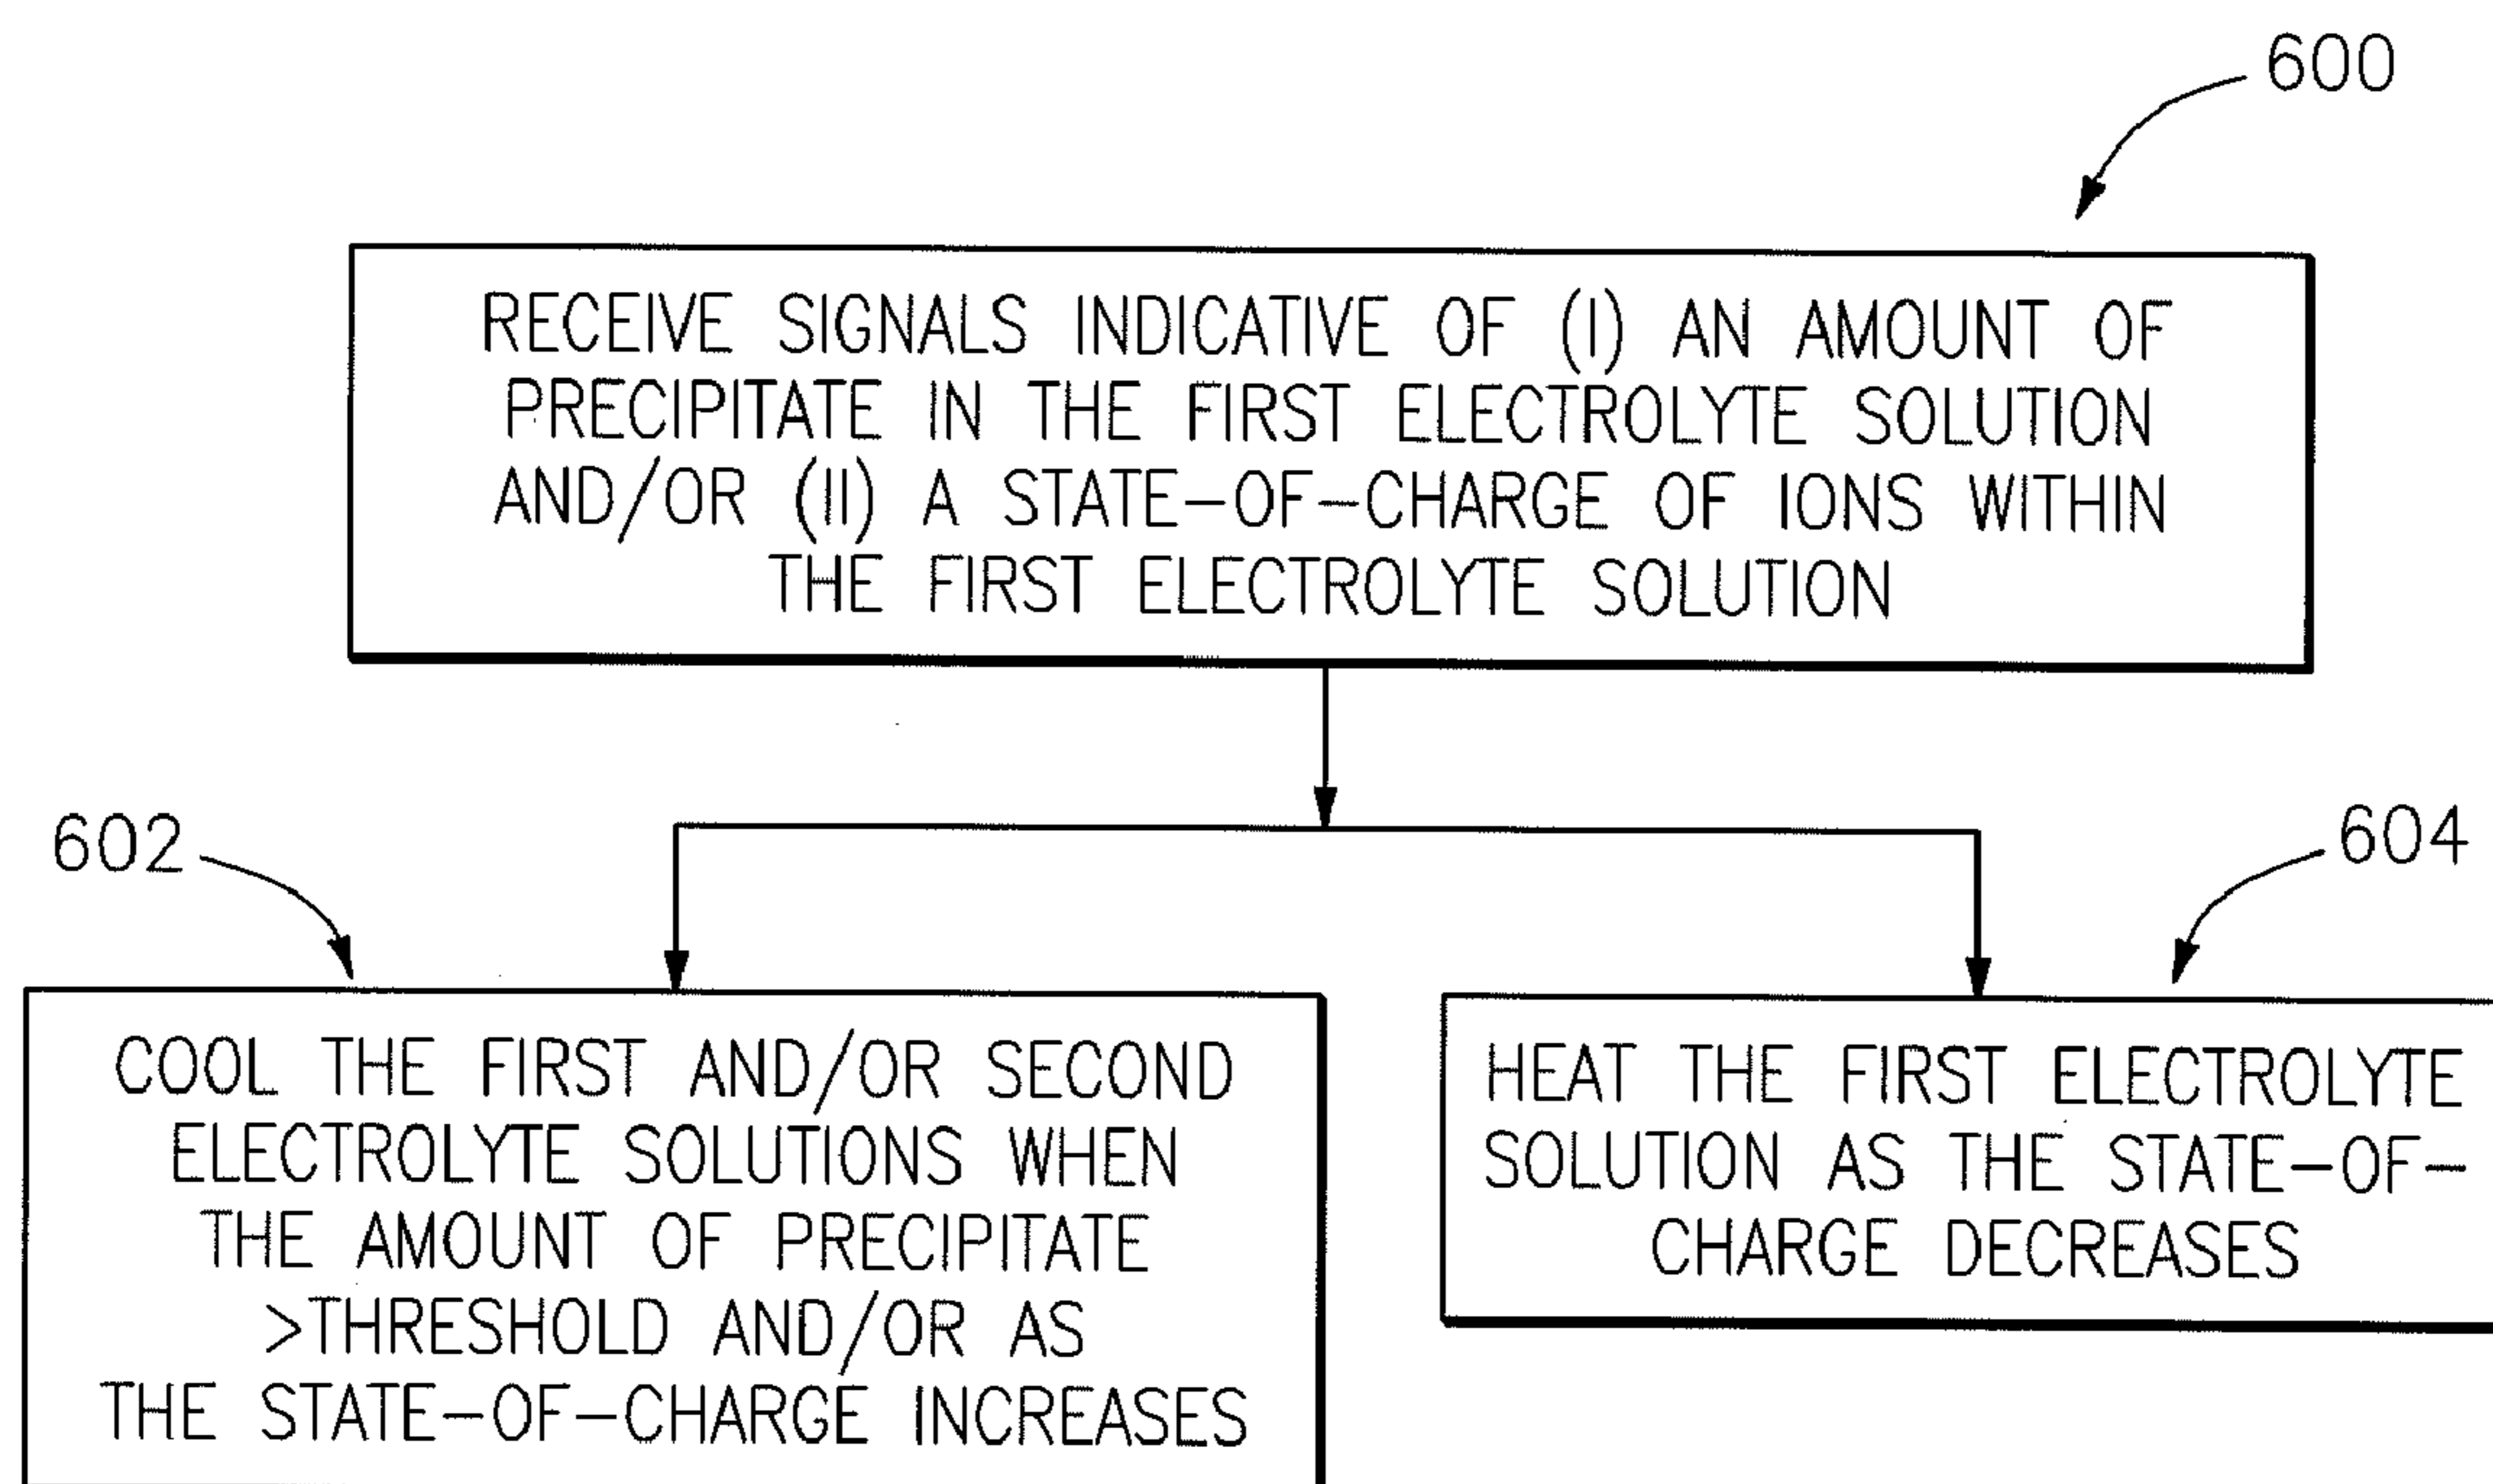 600
RECEIVE SIGNALS INDICATIVE OF (I) AN AMOUNT OF
PRECIPITATE IN THE FIRST ELECTROLYTE SOLUTION
AND/OR (II) A STATE-OF-CHARGE OF IONS WITHIN
THE FIRST ELECTROLYTE SOLUTION
602
COOL THE FIRST AND/OR SECOND
ELECTROLYTE SOLUTIONS WHEN
THE AMOUNT OF PRECIPITATE
>THRESHOLD AND/OR AS
THE STATE-OF-CHARGE INCREASES
604
HEAT THE FIRST ELECTROLYTE
SOLUTION AS THE STATE-OF-
CHARGE DECREASES